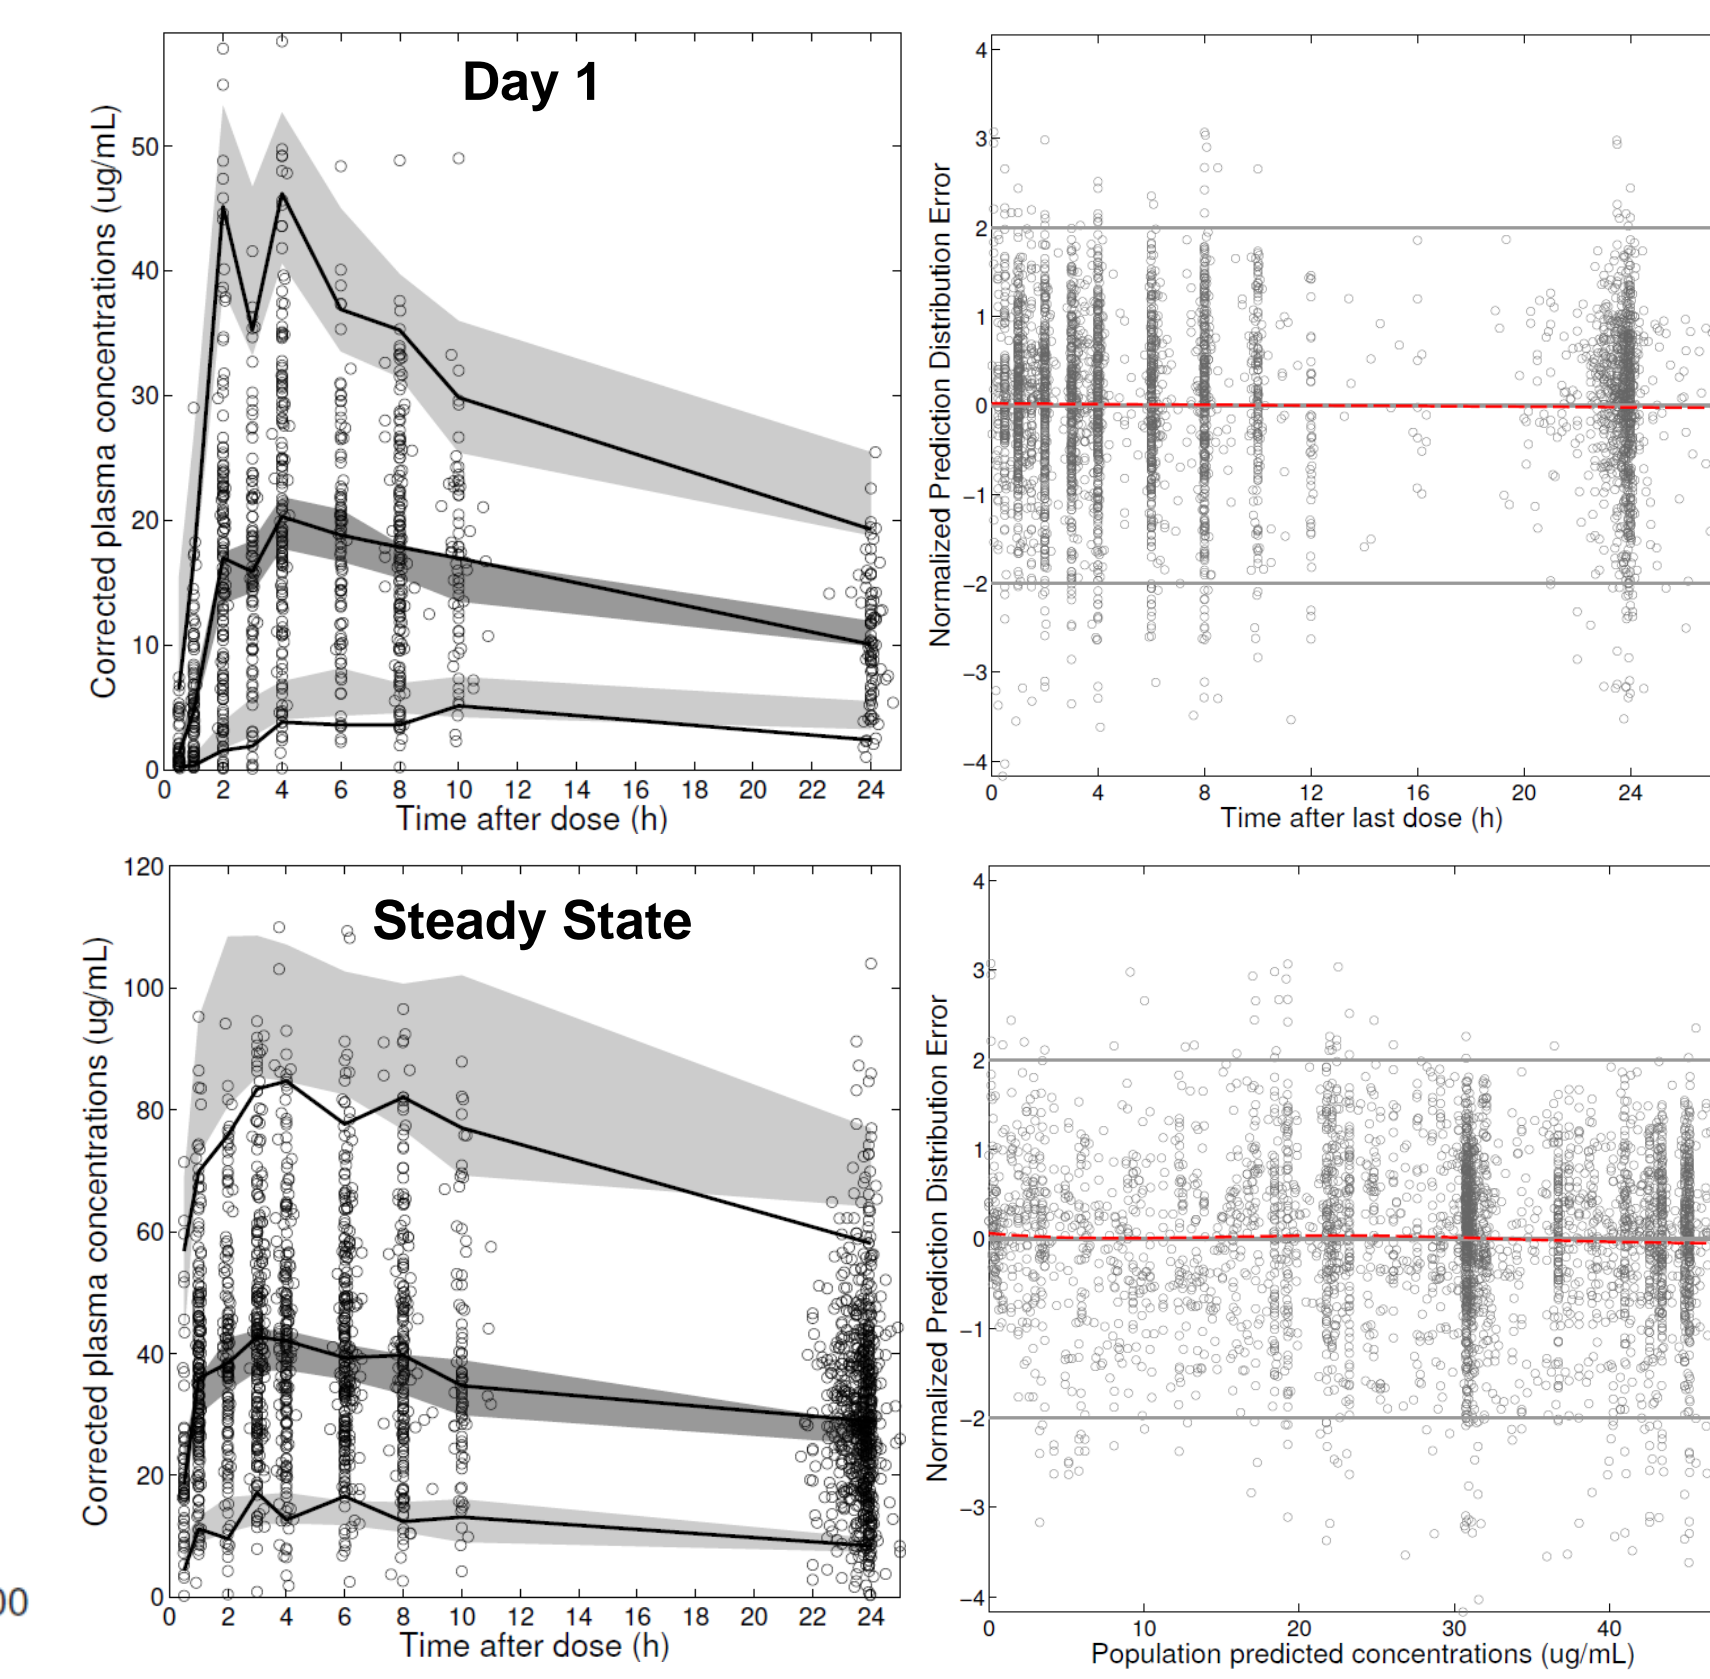 Day 1
Corrected plasma concentrations (ug/mL)
50
40
30
20
10
0
0 2 4 6 8 10 12 14 16 18 20 22 24
Time after dose (h)
Normalized Prediction Distribution Error
4
3
2
1
0
−1
−2
−3
−4
0 4 8 12 16 20 24
Time after last dose (h)
Steady State
Corrected plasma concentrations (ug/mL)
120
100
80
60
40
20
0
0 2 4 6 8 10 12 14 16 18 20 22 24
Time after dose (h)
Normalized Prediction Distribution Error
4
3
2
1
0
−1
−2
−3
−4
0 10 20 30 40
Population predicted concentrations (ug/mL)
00